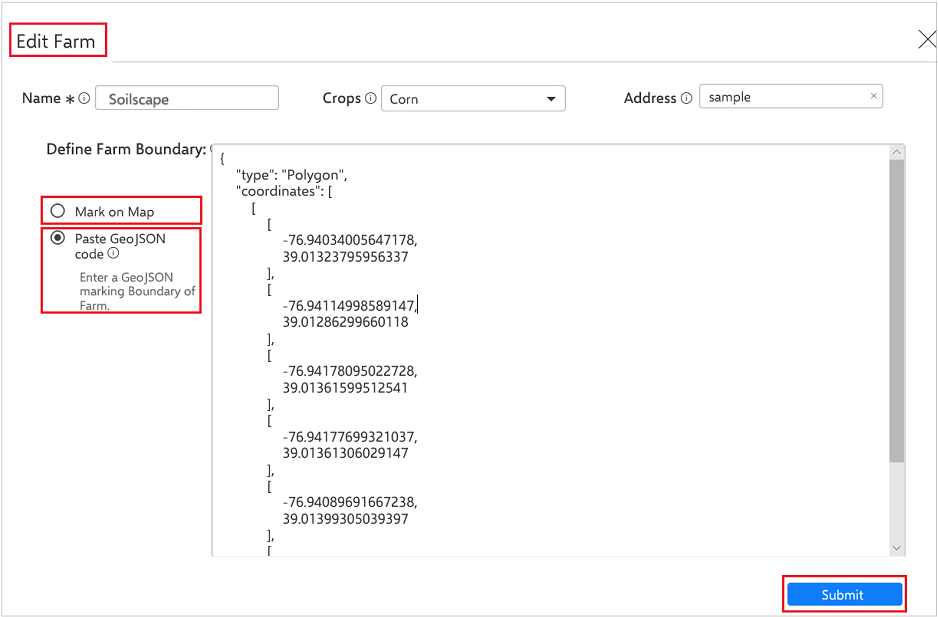 Edit Farm
Name * Soilscape Crops Corn Address sample ×
Define Farm Boundary:
Mark on Map
Paste GeoJSON
code
Enter a GeoJSON
marking Boundary of
Farm.
{
"type": "Polygon",
"coordinates": [
[
[
-76.94034005647178,
39.01323795956337
],
[
-76.94114998589147,
39.01286299660118
],
[
-76.94178095022728,
39.01361599512541
],
[
-76.94177699321037,
39.01361306029147
],
[
-76.94089691667238,
39.01399305039397
],
[
Submit